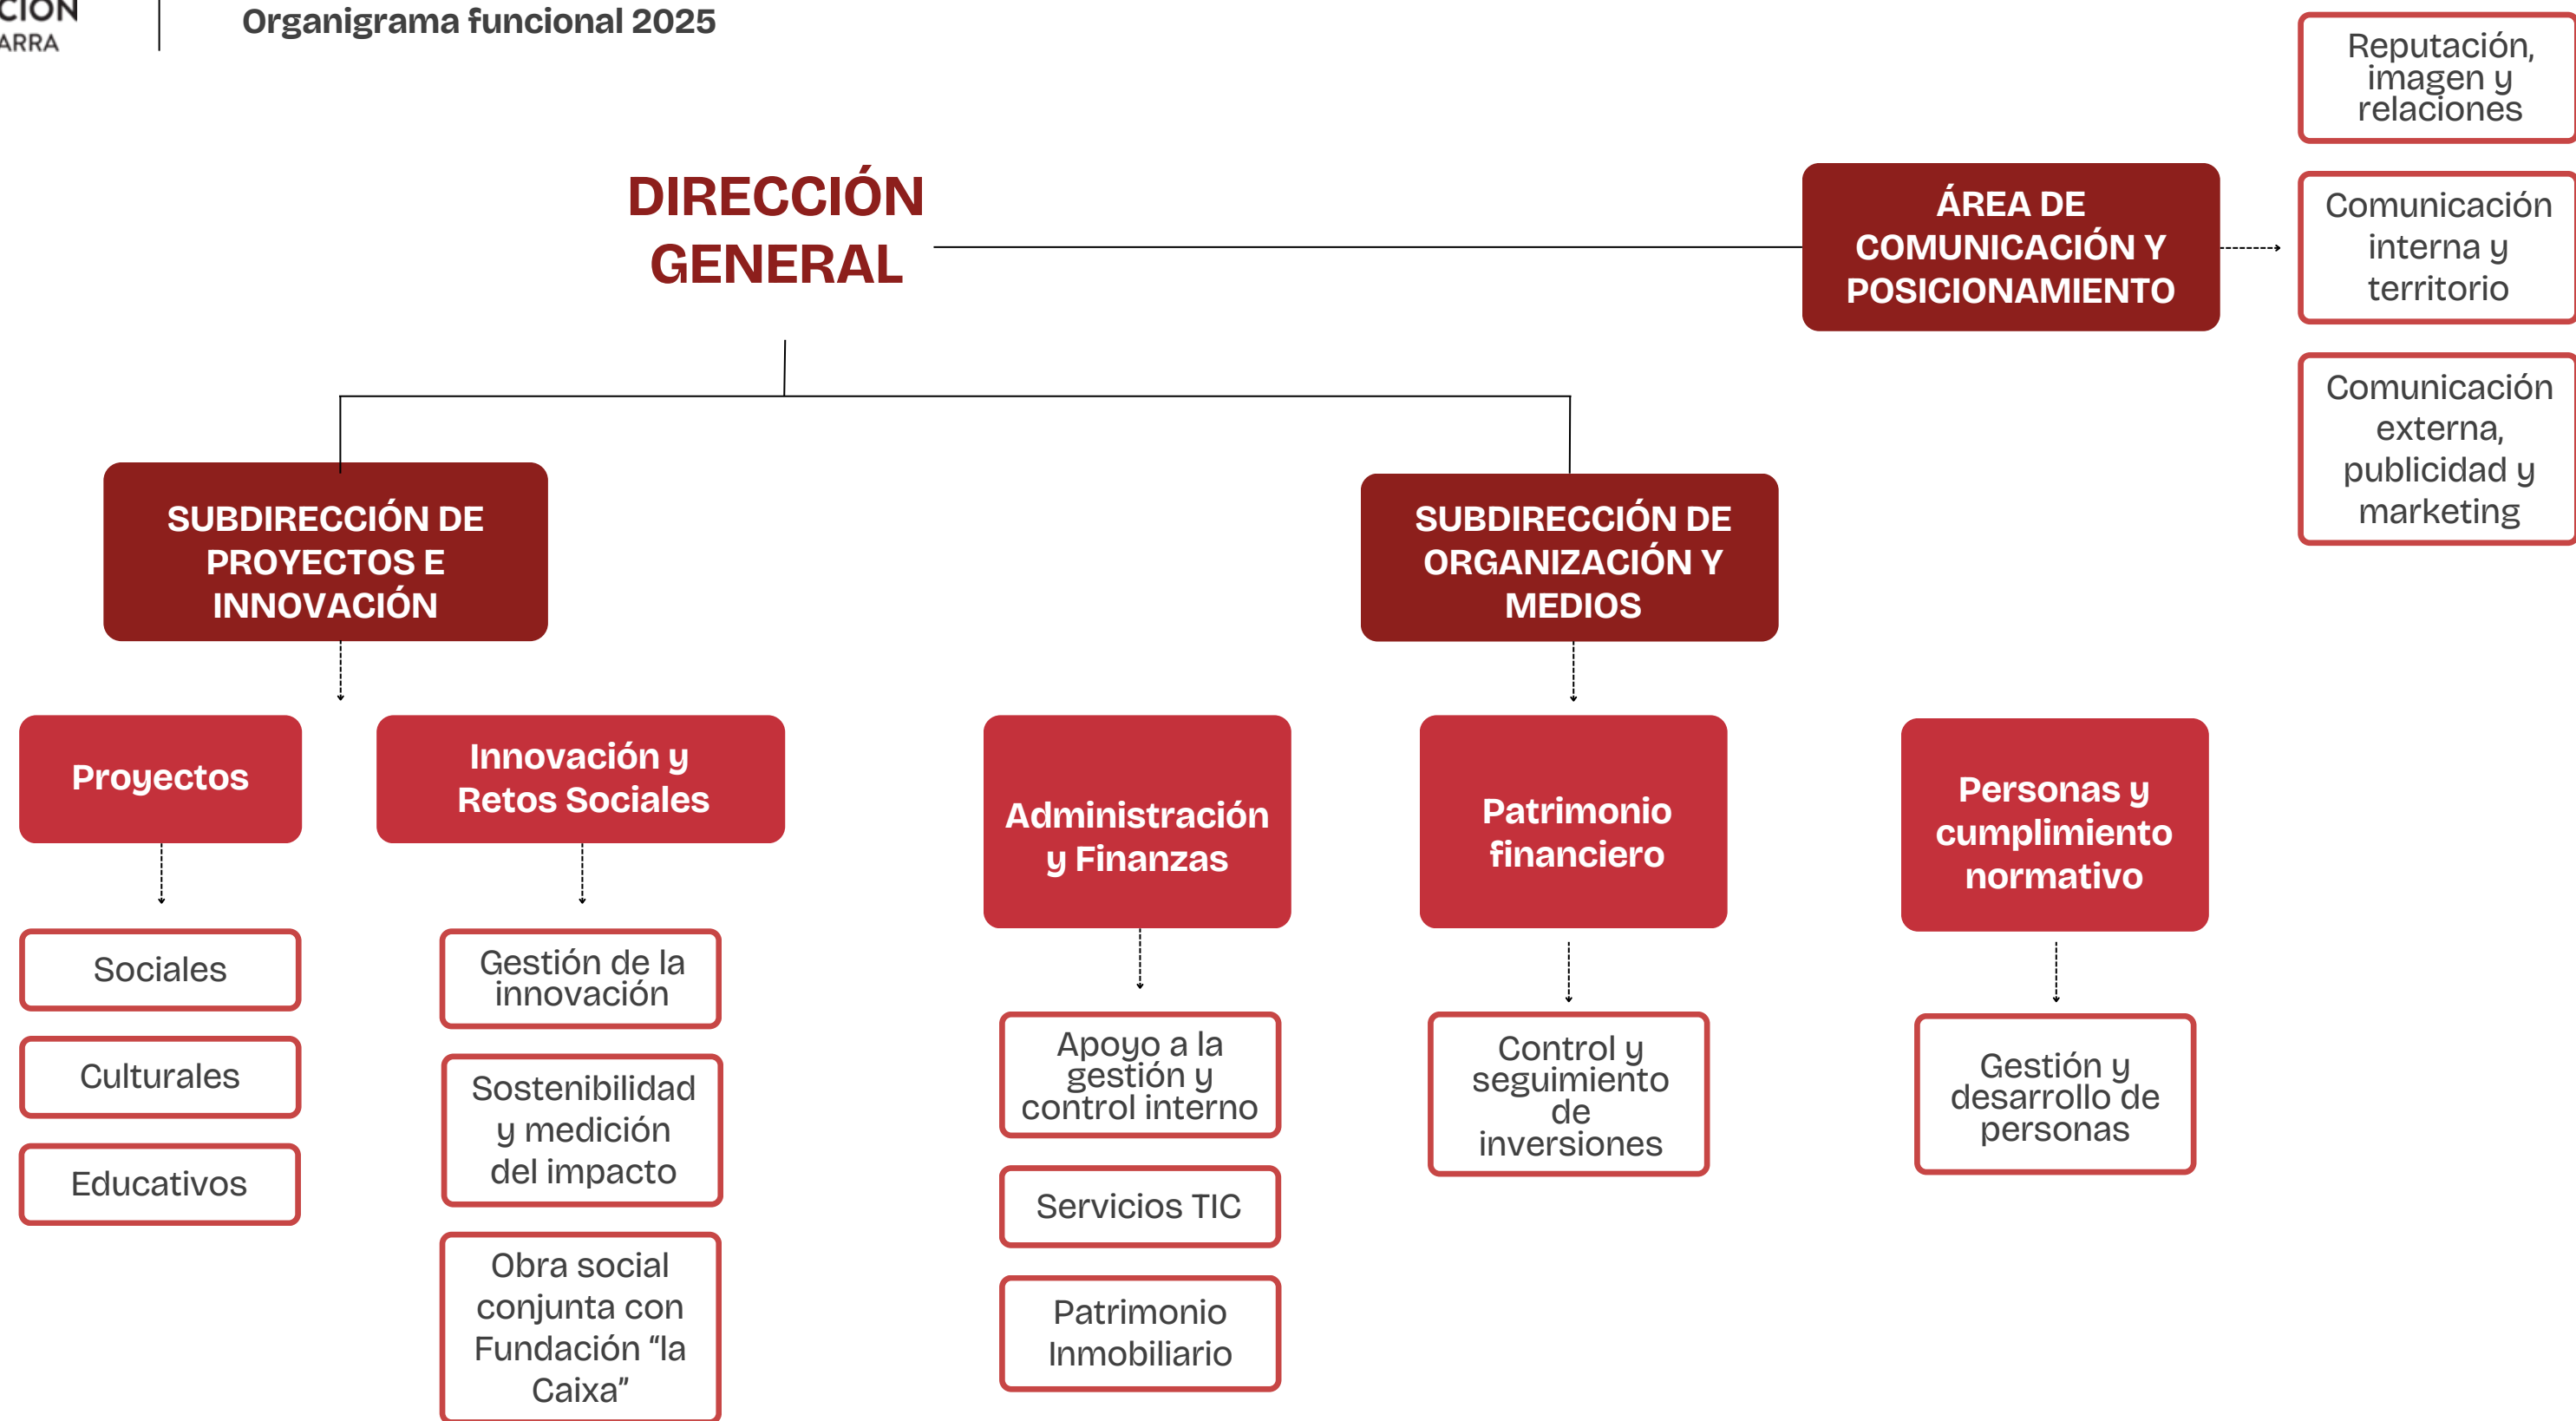 Organigrama funcional 2025
CIÓN
ARRA
Reputación,
imagen y
relaciones
DIRECCIÓN
GENERAL
ÁREA DE
COMUNICACIÓN Y
POSICIONAMIENTO
Comunicación
interna y
territorio
Comunicación
externa,
publicidad y
marketing
SUBDIRECCIÓN DE
PROYECTOS E
INNOVACIÓN
SUBDIRECCIÓN DE
ORGANIZACIÓN Y
MEDIOS
Proyectos
Innovación y
Retos Sociales
Administración
y Finanzas
Patrimonio
financiero
Personas y
cumplimiento
normativo
Sociales
Culturales
Educativos
Gestión de la
innovación
Sostenibilidad
y medición
del impacto
Obra social
conjunta con
Fundación “la
Caixa”
Apoyo a la
gestión y
control interno
Servicios TIC
Patrimonio
Inmobiliario
Control y
seguimiento
de
inversiones
Gestión y
desarrollo de
personas